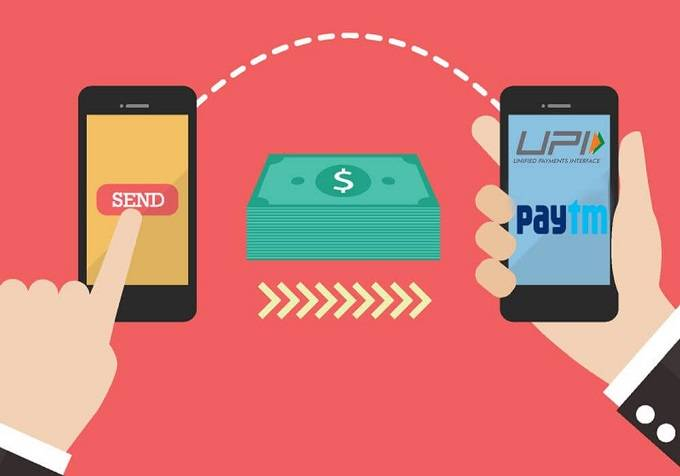 SEND
$
UPI
UNIFIED PAYMENTS INTERFACE
paytm